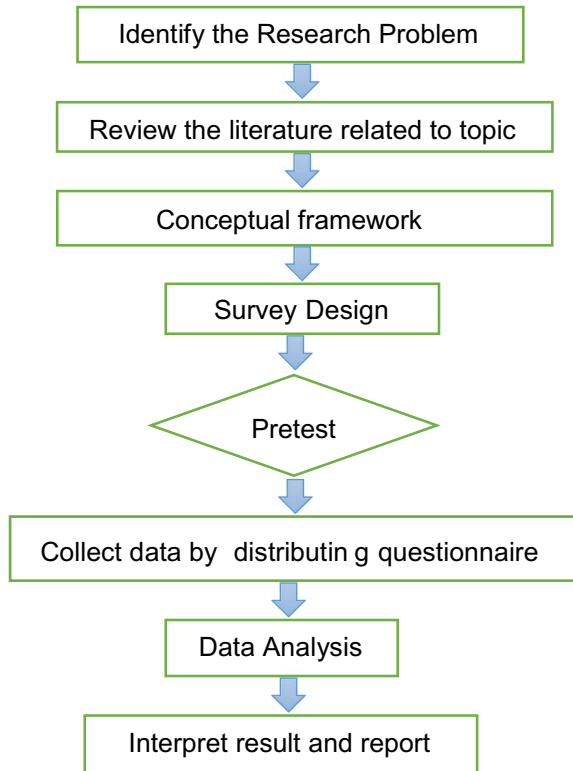 Identify the Research Problem
Review the literature related to topic
Conceptual framework
Survey Design
Pretest
Collect data by distributin g questionnaire
Data Analysis
Interpret result and report